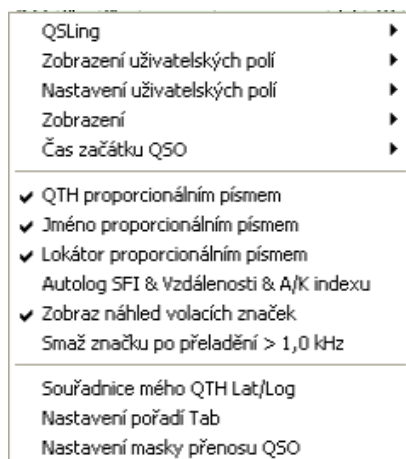 QSLing
Zobrazení uživatelských polí
Nastavení uživatelských polí
Zobrazení
Čas začátku QSO
QTH proporcionálním písmem
Jméno proporcionálním písmem
Lokátor proporcionálním písmem
Autolog SFI & Vzdálenosti & A/K indexu
Zobraz náhled volacích značek
Smaž značku po přeladění > 1,0 kHz
Souřadnice mého QTH Lat/Log
Nastavení pořadí Tab
Nastavení masky přenosu QSO